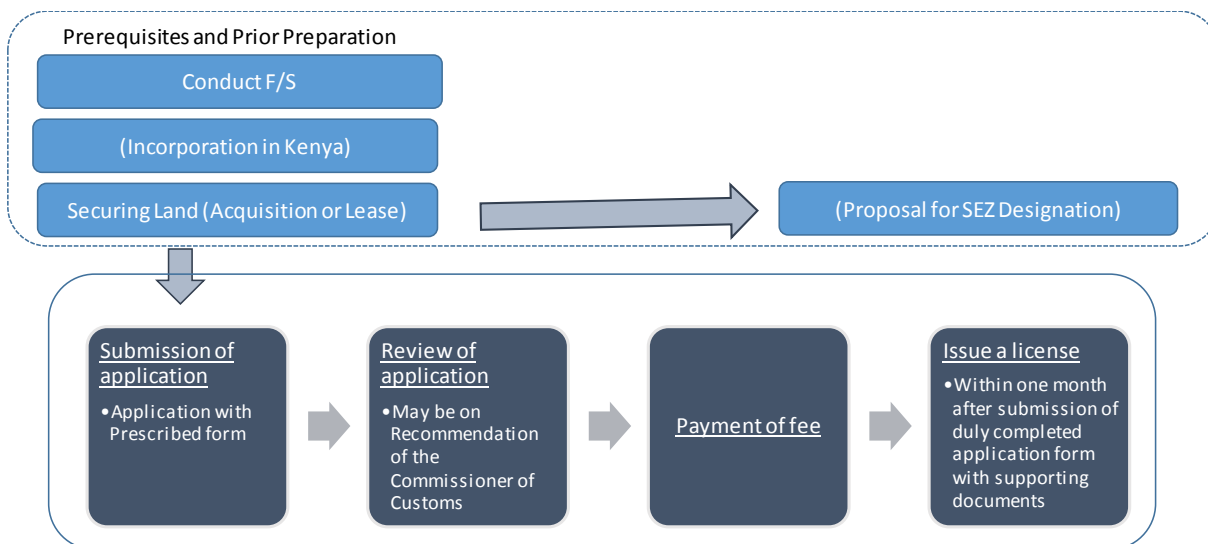 Prerequisites and Prior Preparation
Conduct F/S
(Incorporation in Kenya)
Securing Land (Acquisition or Lease)
(Proposal for SEZ Designation)
Submission of
application
•Application with
Prescribed form
Review of
application
•May be on
Recommendation
of the
Commissioner of
Customs
Payment of fee
Issue a license
•Within one month
after submission of
duly completed
application form
with supporting
documents